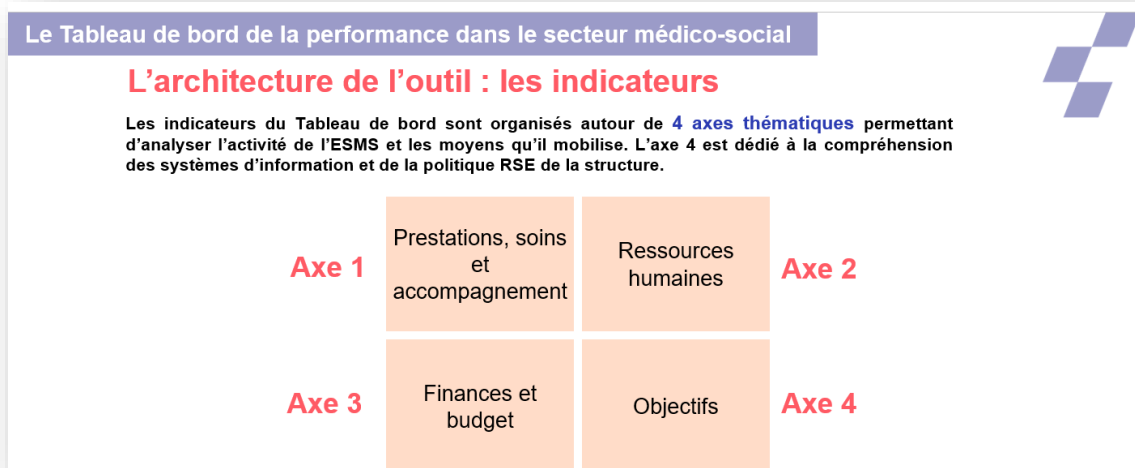 Le Tableau de bord de la performance dans le secteur médico-social
L’architecture de l’outil : les indicateurs
Les indicateurs du Tableau de bord sont organisés autour de 4 axes thématiques permettant
d’analyser l’activité de l’ESMS et les moyens qu’il mobilise. L’axe 4 est dédié à la compréhension
des systèmes d’information et de la politique RSE de la structure.
Axe 1
Prestations, soins
et
accompagnement
Ressources
humaines
Axe 2
Axe 3
Finances et
budget
Objectifs
Axe 4